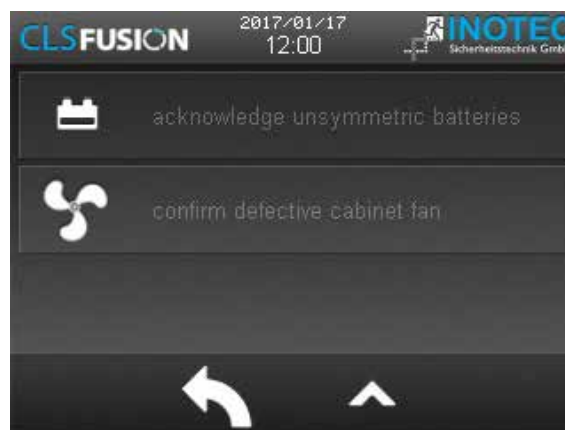 CLSFUSION
2017/01/17
12:00
INOTEC
Sicherheitstechnik GmbH
acknowledge unsymmetric batteries
confirm defective cabinet fan